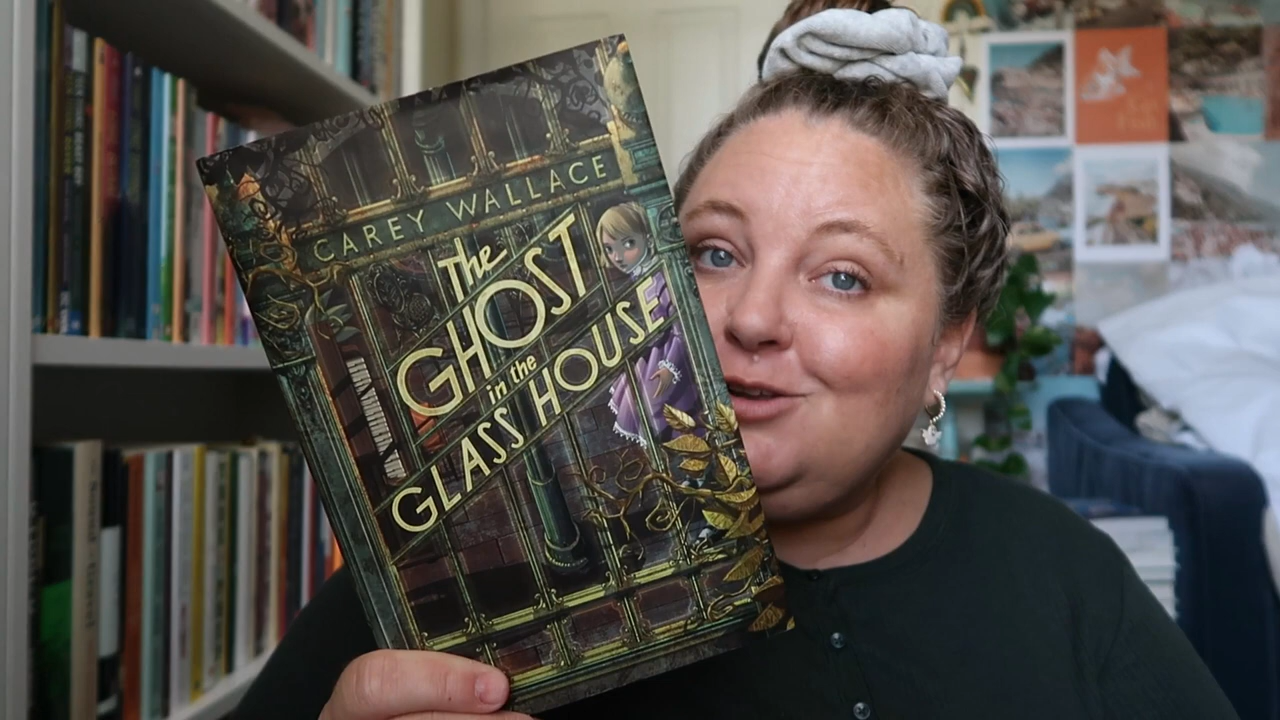 CAREY WALLACE
The
GHOST
in the
GLASS HOUSE